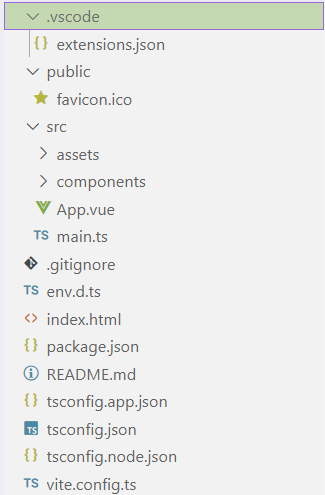 .vscode
{} extensions.json
public
favicon.ico
src
assets
components
App.vue
TS main.ts
.gitignore
TS env.d.ts
<> index.html
{} package.json
README.md
{} tsconfig.app.json
TS tsconfig.json
{} tsconfig.node.json
TS vite.config.ts